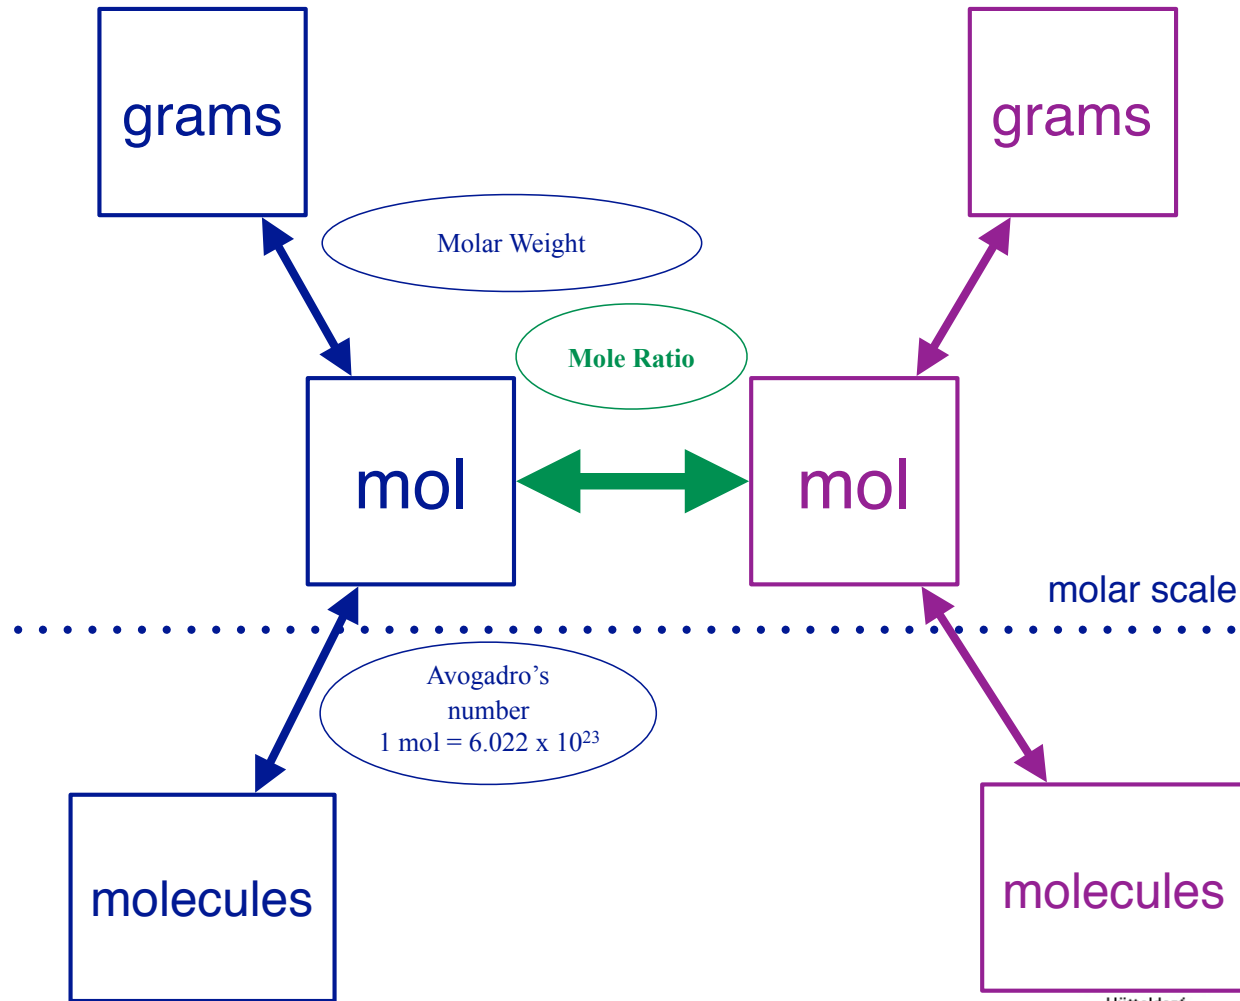 grams
grams
Molar Weight
Mole Ratio
mol
mol
molar scale
Avogadro’s
number
1 mol = 6.022 x 10²³
molecules
molecules